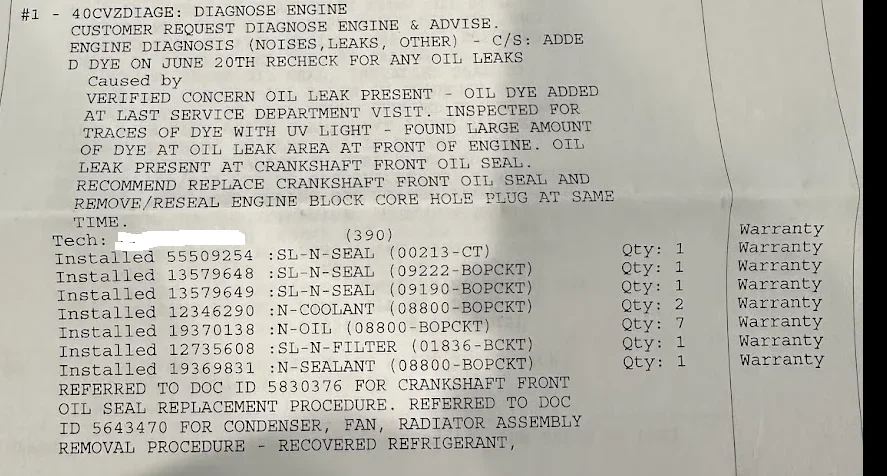 #1 - 40CVZDIAGE: DIAGNOSE ENGINE
CUSTOMER REQUEST DIAGNOSE ENGINE & ADVISE.
ENGINE DIAGNOSIS (NOISES,LEAKS, OTHER) - C/S: ADDE
D DYE ON JUNE 20TH RECHECK FOR ANY OIL LEAKS
Caused by
VERIFIED CONCERN OIL LEAK PRESENT - OIL DYE ADDED
AT LAST SERVICE DEPARTMENT VISIT. INSPECTED FOR
TRACES OF DYE WITH UV LIGHT - FOUND LARGE AMOUNT
OF DYE AT OIL LEAK AREA AT FRONT OF ENGINE. OIL
LEAK PRESENT AT CRANKSHAFT FRONT OIL SEAL.
RECOMMEND REPLACE CRANKSHAFT FRONT OIL SEAL AND
REMOVE/RESEAL ENGINE BLOCK CORE HOLE PLUG AT SAME
TIME.
Tech: (390) Warranty
Installed 55509254 :SL-N-SEAL (00213-CT) Qty: 1 Warranty
Installed 13579648 :SL-N-SEAL (09222-BOPCKT) Qty: 1 Warranty
Installed 13579649 :SL-N-SEAL (09190-BOPCKT) Qty: 1 Warranty
Installed 12346290 :N-COOLANT (08800-BOPCKT) Qty: 2 Warranty
Installed 19370138 :N-OIL (08800-BOPCKT) Qty: 7 Warranty
Installed 12735608 :SL-N-FILTER (01836-BCKT) Qty: 1 Warranty
Installed 19369831 :N-SEALANT (08800-BOPCKT) Qty: 1 Warranty
REFERRED TO DOC ID 5830376 FOR CRANKSHAFT FRONT
OIL SEAL REPLACEMENT PROCEDURE. REFERRED TO DOC
ID 5643470 FOR CONDENSER, FAN, RADIATOR ASSEMBLY
REMOVAL PROCEDURE - RECOVERED REFRIGERANT,